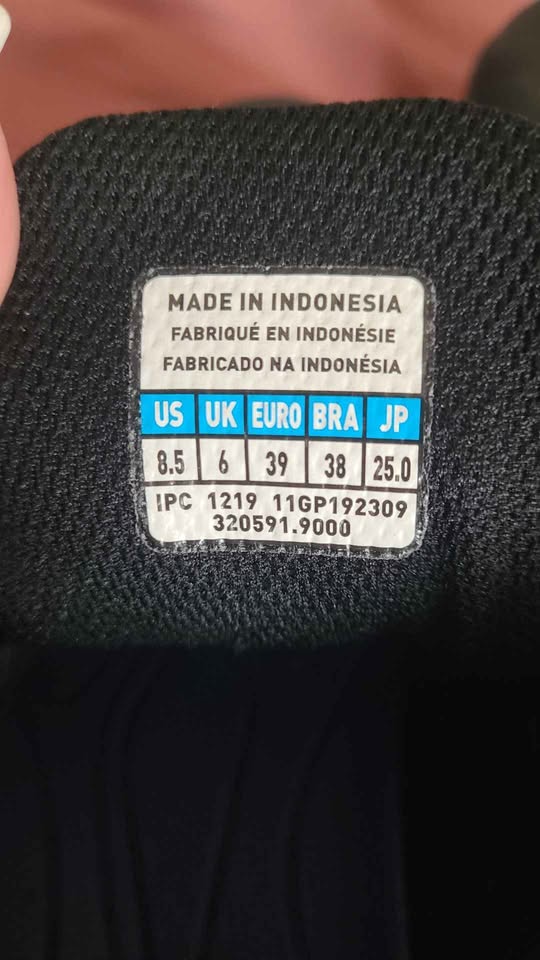 MADE IN INDONESIA
FABRIQUÉ EN INDONÉSIE
FABRICADO NA INDONÉSIA
US UK EURO BRA JP
8.5 6 39 38 25.0
IPC 1219 11GP192309
320591.9000